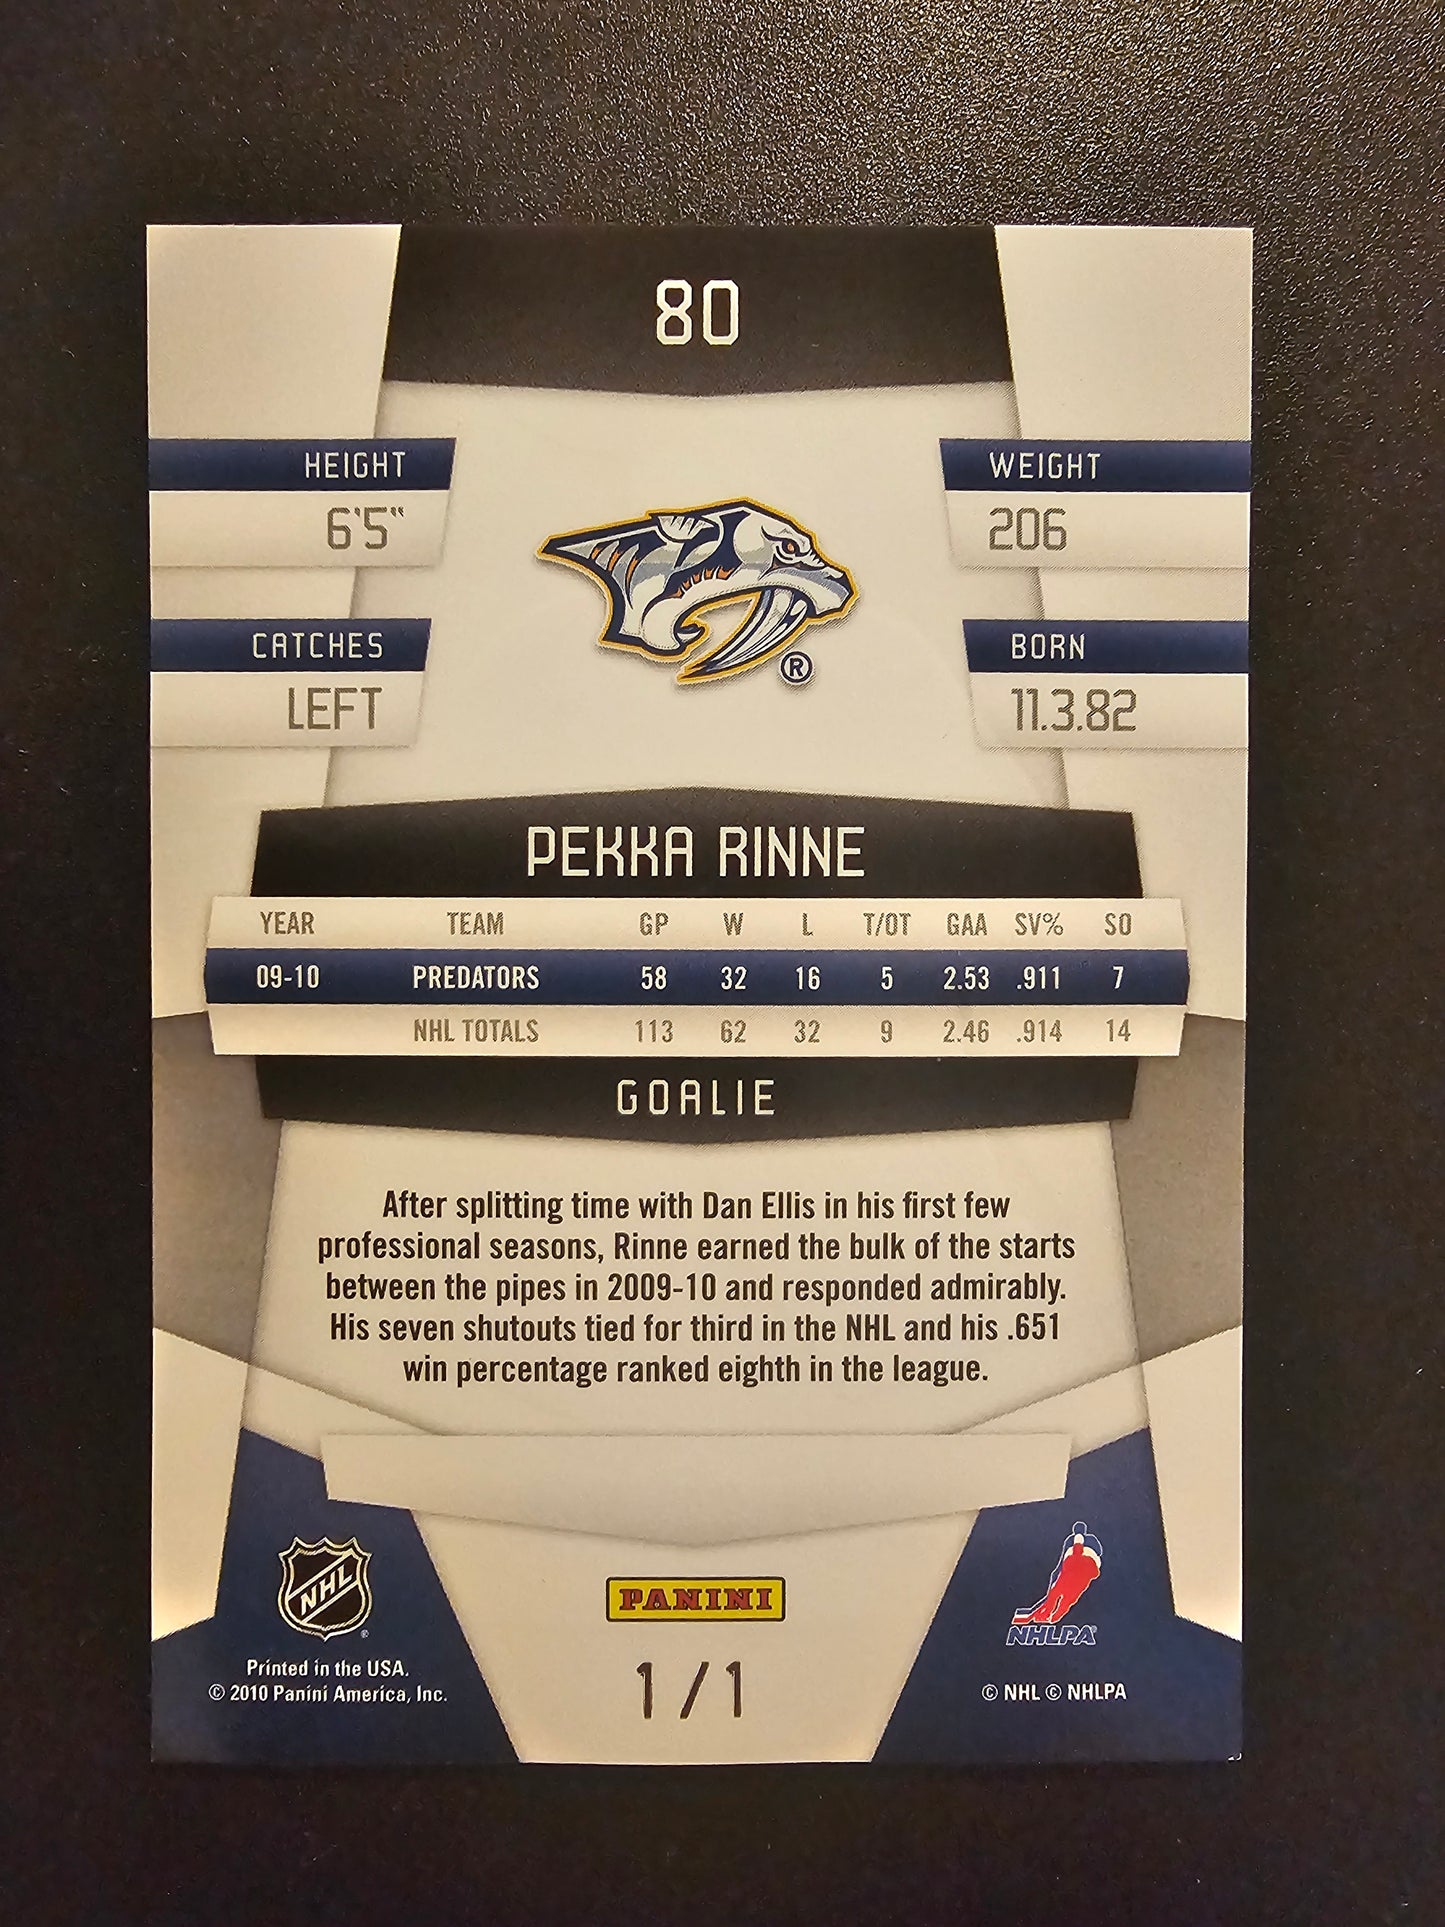 80
HEIGHT
6'5"
WEIGHT
206
CATCHES
LEFT
BORN
11.3.82
®
PEKKA RINNE
YEAR TEAM GP W L T/OT GAA SV% SO
09-10 PREDATORS 58 32 16 5 2.53 .911 7
NHL TOTALS 113 62 32 9 2.46 .914 14
GOALIE
After splitting time with Dan Ellis in his first few
professional seasons, Rinne earned the bulk of the starts
between the pipes in 2009-10 and responded admirably.
His seven shutouts tied for third in the NHL and his .651
win percentage ranked eighth in the league.
NHL
PANINI
NHLPA
Printed in the USA.
© 2010 Panini America, Inc.
1/1
© NHL © NHLPA